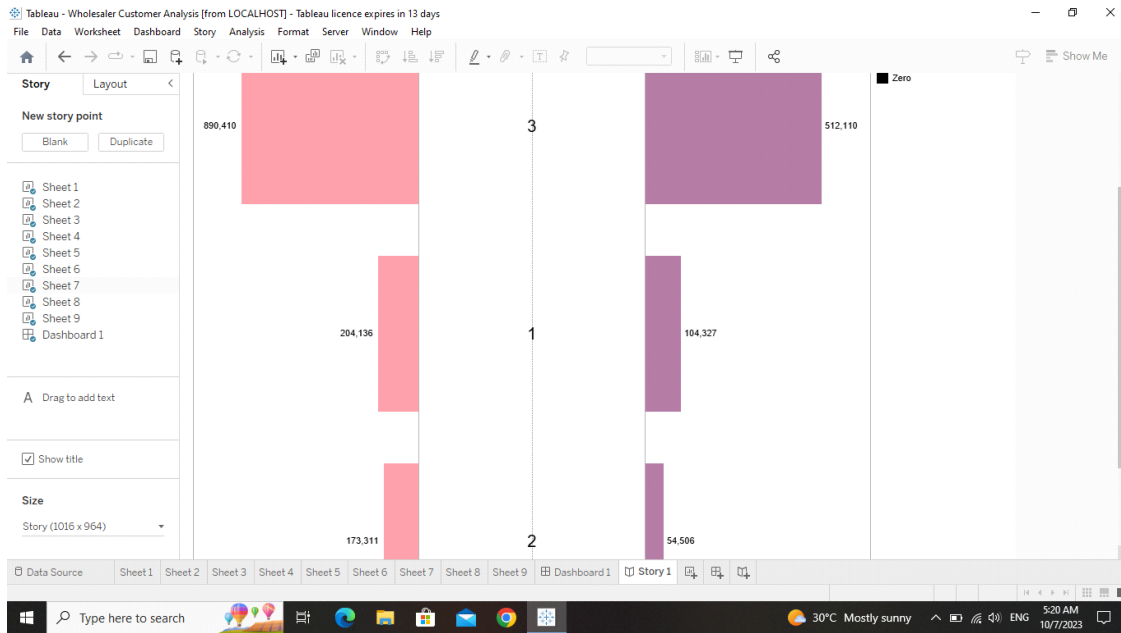 Tableau - Wholesaler Customer Analysis [from LOCALHOST] - Tableau licence expires in 13 days
File Data Worksheet Dashboard Story Analysis Format Server Window Help
Show Me
Story Layout
New story point
Blank Duplicate
Sheet 1
Sheet 2
Sheet 3
Sheet 4
Sheet 5
Sheet 6
Sheet 7
Sheet 8
Sheet 9
Dashboard 1
A Drag to add text
Show title
Size
Story (1016 x 964)
Zero
890,410 3 512,110
204,136 1 104,327
173,311 2 54,506
Data Source Sheet 1 Sheet 2 Sheet 3 Sheet 4 Sheet 5 Sheet 6 Sheet 7 Sheet 8 Sheet 9 Dashboard 1 Story 1
Type here to search 30°C Mostly sunny ENG 5:20 AM
10/7/2023